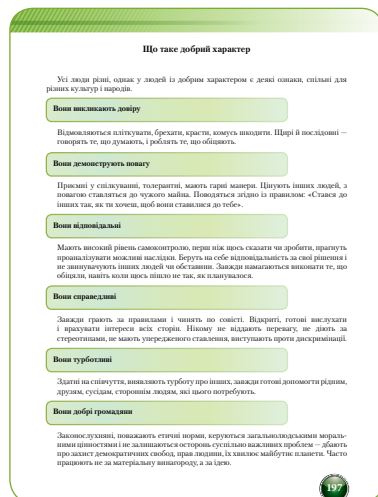 Що таке добрий характер
Усі люди різні, однак у людей із добрим характером є деякі ознаки, спільні для
різних культур і народів.
Вони викликають довіру
Відмовляються пліткувати, брехати, красти, комусь шкодити. Щирі й послідовні —
говорять те, що думають, і роблять те, що обіцяють.
Вони демонструють повагу
Приємні у спілкуванні, толерантні, мають гарні манери. Цінують інших людей, з
повагою ставляться до чужого майна. Поводяться згідно із правилом: «Стався до
інших так, як ти хочеш, щоб вони ставилися до тебе».
Вони відповідальні
Мають високий рівень самоконтролю, перш ніж щось сказати чи зробити, прагнуть
проаналізувати можливі наслідки. Беруть на себе відповідальність за свої рішення і
не звинувачують інших людей чи обставини. Завжди намагаються виконати те, що
обіцяли, навіть коли щось пішло не так, як планувалося.
Вони справедливі
Завжди грають за правилами і чинять по совісті. Відкриті, готові вислухати
і врахувати інтереси всіх сторін. Нікому не віддають перевагу, не діють за
стереотипами, не мають упередженого ставлення, виступають проти дискримінації.
Вони турботливі
Здатні на співчуття, виявляють турботу про інших, завжди готові допомогти рідним,
друзям, сусідам, стороннім людям, які цього потребують.
Вони добрі громадяни
Законослухняні, поважають етичні норми, керуються загальнолюдськими мораль-
ними цінностями і не залишаються осторонь суспільно важливих проблем — дбають
про захист демократичних свобод, прав людини, їх хвилює майбутнє планети. Часто
працюють не за матеріальну винагороду, а за ідею.
197